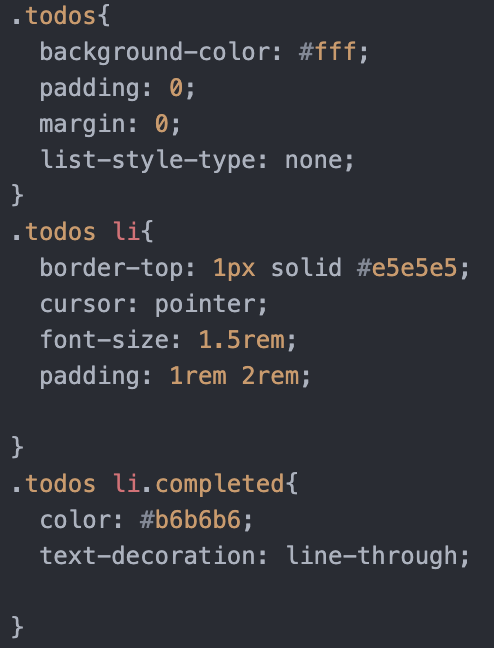 .todos{
  background-color: #fff;
  padding: 0;
  margin: 0;
  list-style-type: none;
}
.todos li{
  border-top: 1px solid #e5e5e5;
  cursor: pointer;
  font-size: 1.5rem;
  padding: 1rem 2rem;

}
.todos li.completed{
  color: #b6b6b6;
  text-decoration: line-through;

}